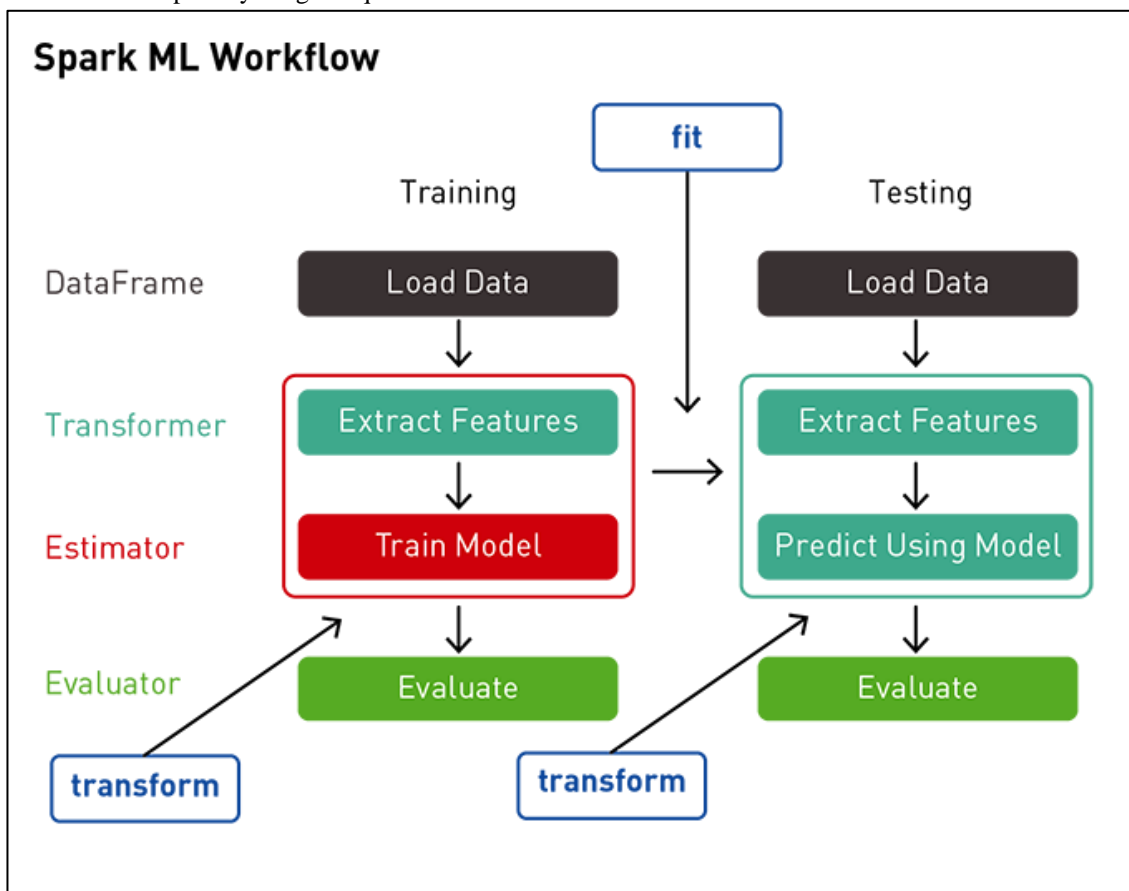 Spark ML Workflow
fit
Training
Testing
DataFrame
Load Data
Load Data
Transformer
Extract Features
Extract Features
Estimator
Train Model
Predict Using Model
Evaluator
Evaluate
Evaluate
transform
transform